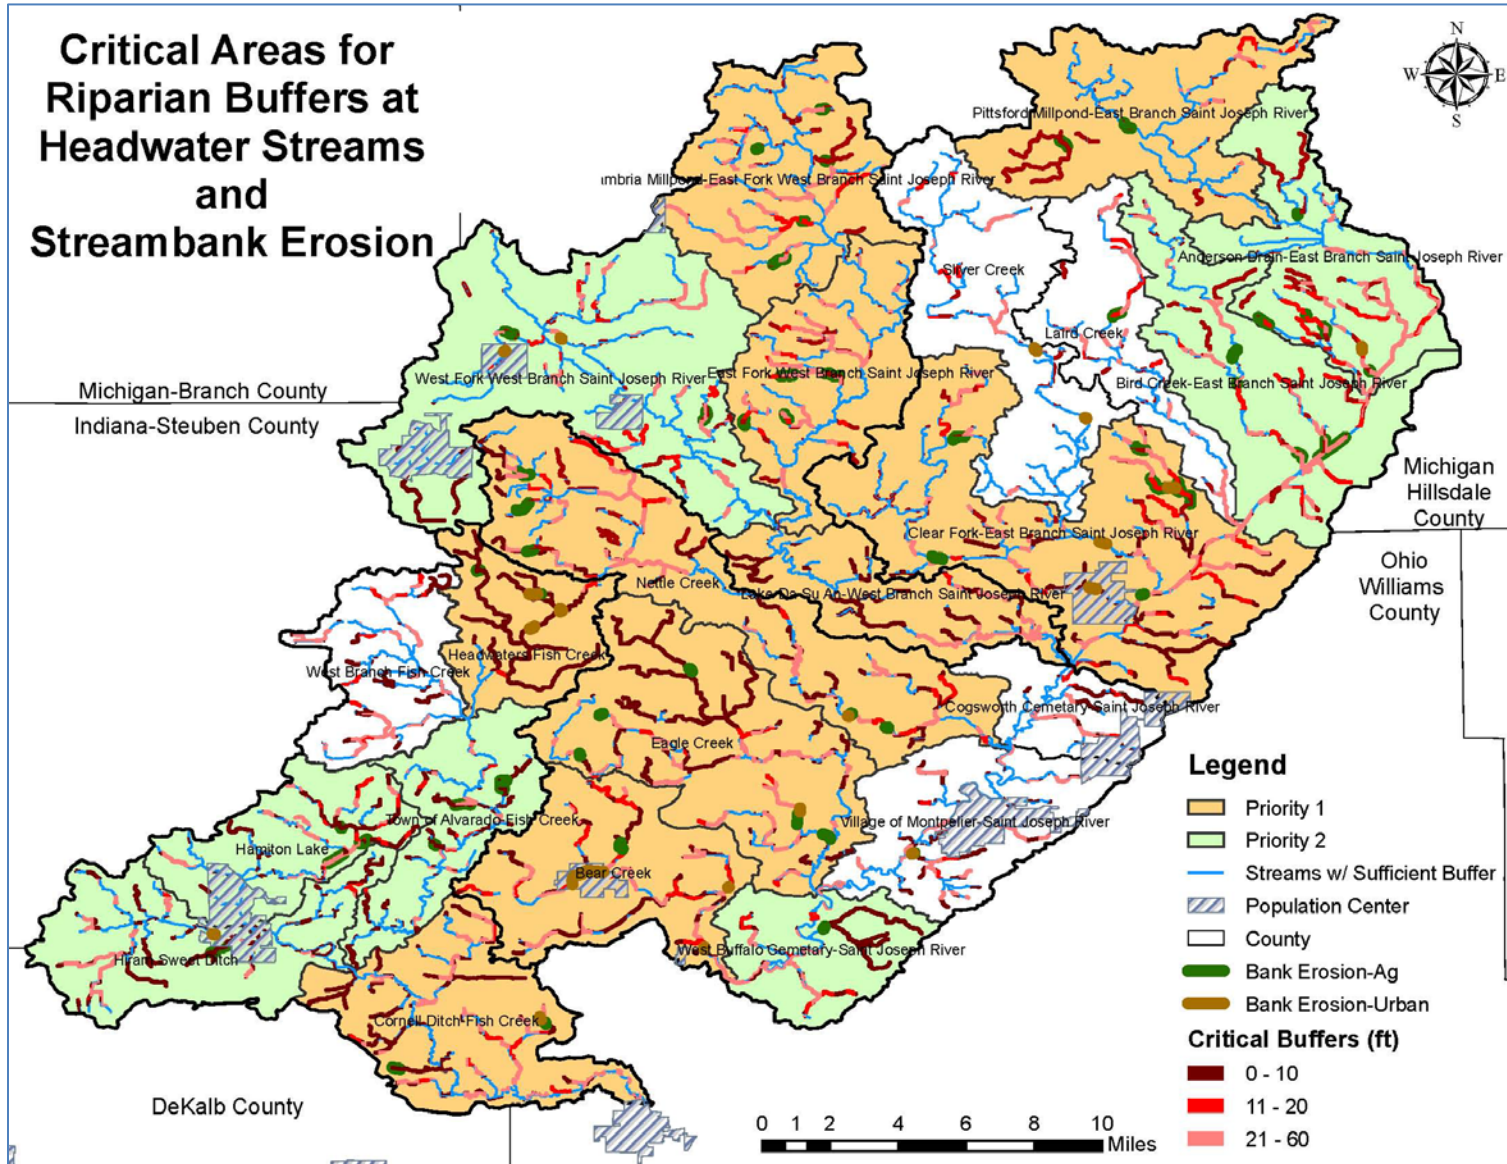 Critical Areas for
Riparian Buffers at
Headwater Streams
and
Streambank Erosion
N
W
E
S
Pittsford Millpond-East Branch Saint Joseph River
mbria Millpond-East Fork West Branch Saint Joseph River
Silver Creek
Anderson Drain-East Branch Saint Joseph River
Laird Creek
West Fork West Branch Saint Joseph River
East Fork West Branch Saint Joseph River
Bird Creek-East Branch Saint Joseph River
Michigan-Branch County
Indiana-Steuben County
Michigan
Hillsdale
County
Clear Fork-East Branch Saint Joseph River
Ohio
Williams
County
Nettle Creek
Lake Da Su An-West Branch Saint Joseph River
Headwaters Fish Creek
West Branch Fish Creek
Cogsworth Cemetary-Saint Joseph River
Eagle Creek
Town of Alvarado-Fish Creek
Village of Montpelier-Saint Joseph River
Hamilton Lake
Bear Creek
West Buffalo Cemetary-Saint Joseph River
Hiram Sweet Ditch
Cornell Ditch-Fish Creek
DeKalb County
Legend
Priority 1
Priority 2
Streams w/ Sufficient Buffer
Population Center
County
Bank Erosion-Ag
Bank Erosion-Urban
Critical Buffers (ft)
0 - 10
11 - 20
21 - 60
0 1 2 4 6 8 10
Miles